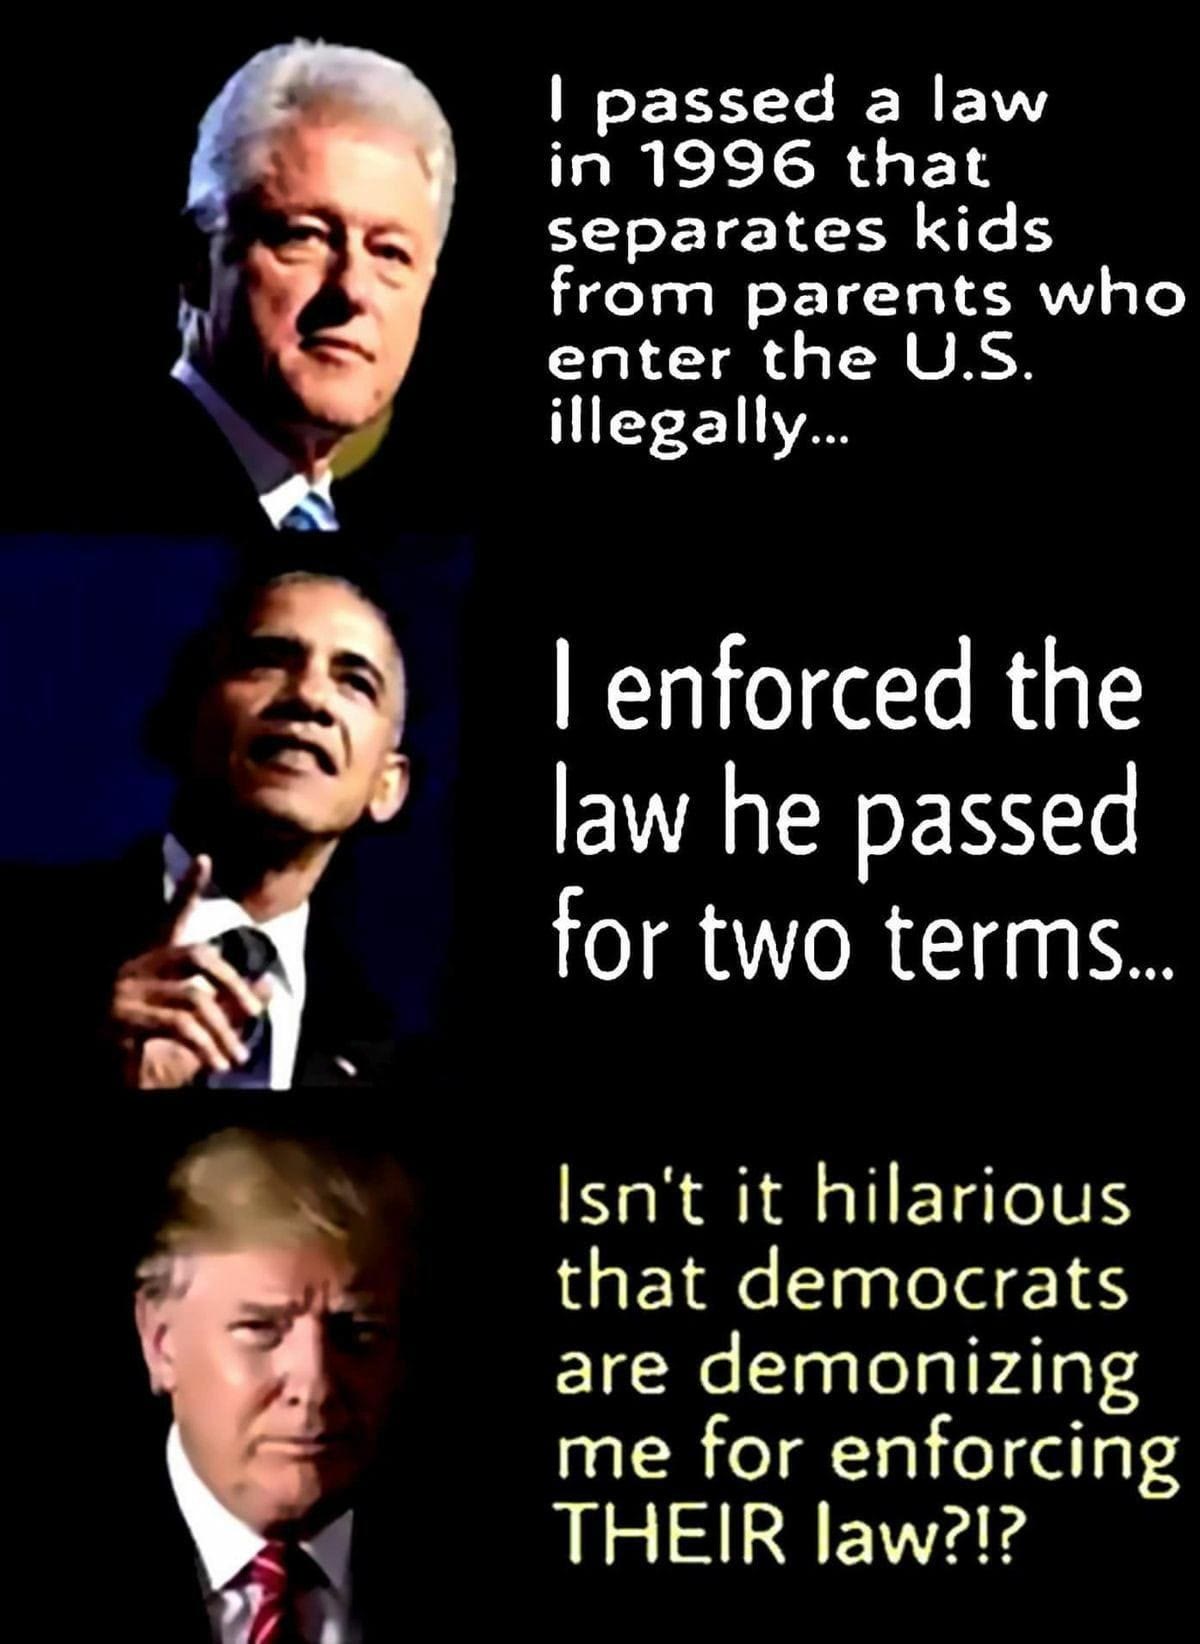 I passed a law
in 1996 that
separates kids
from parents who
enter the U.S.
illegally...
I enforced the
law he passed
for two terms...
Isn't it hilarious
that democrats
are demonizing
me for enforcing
THEIR law?!?